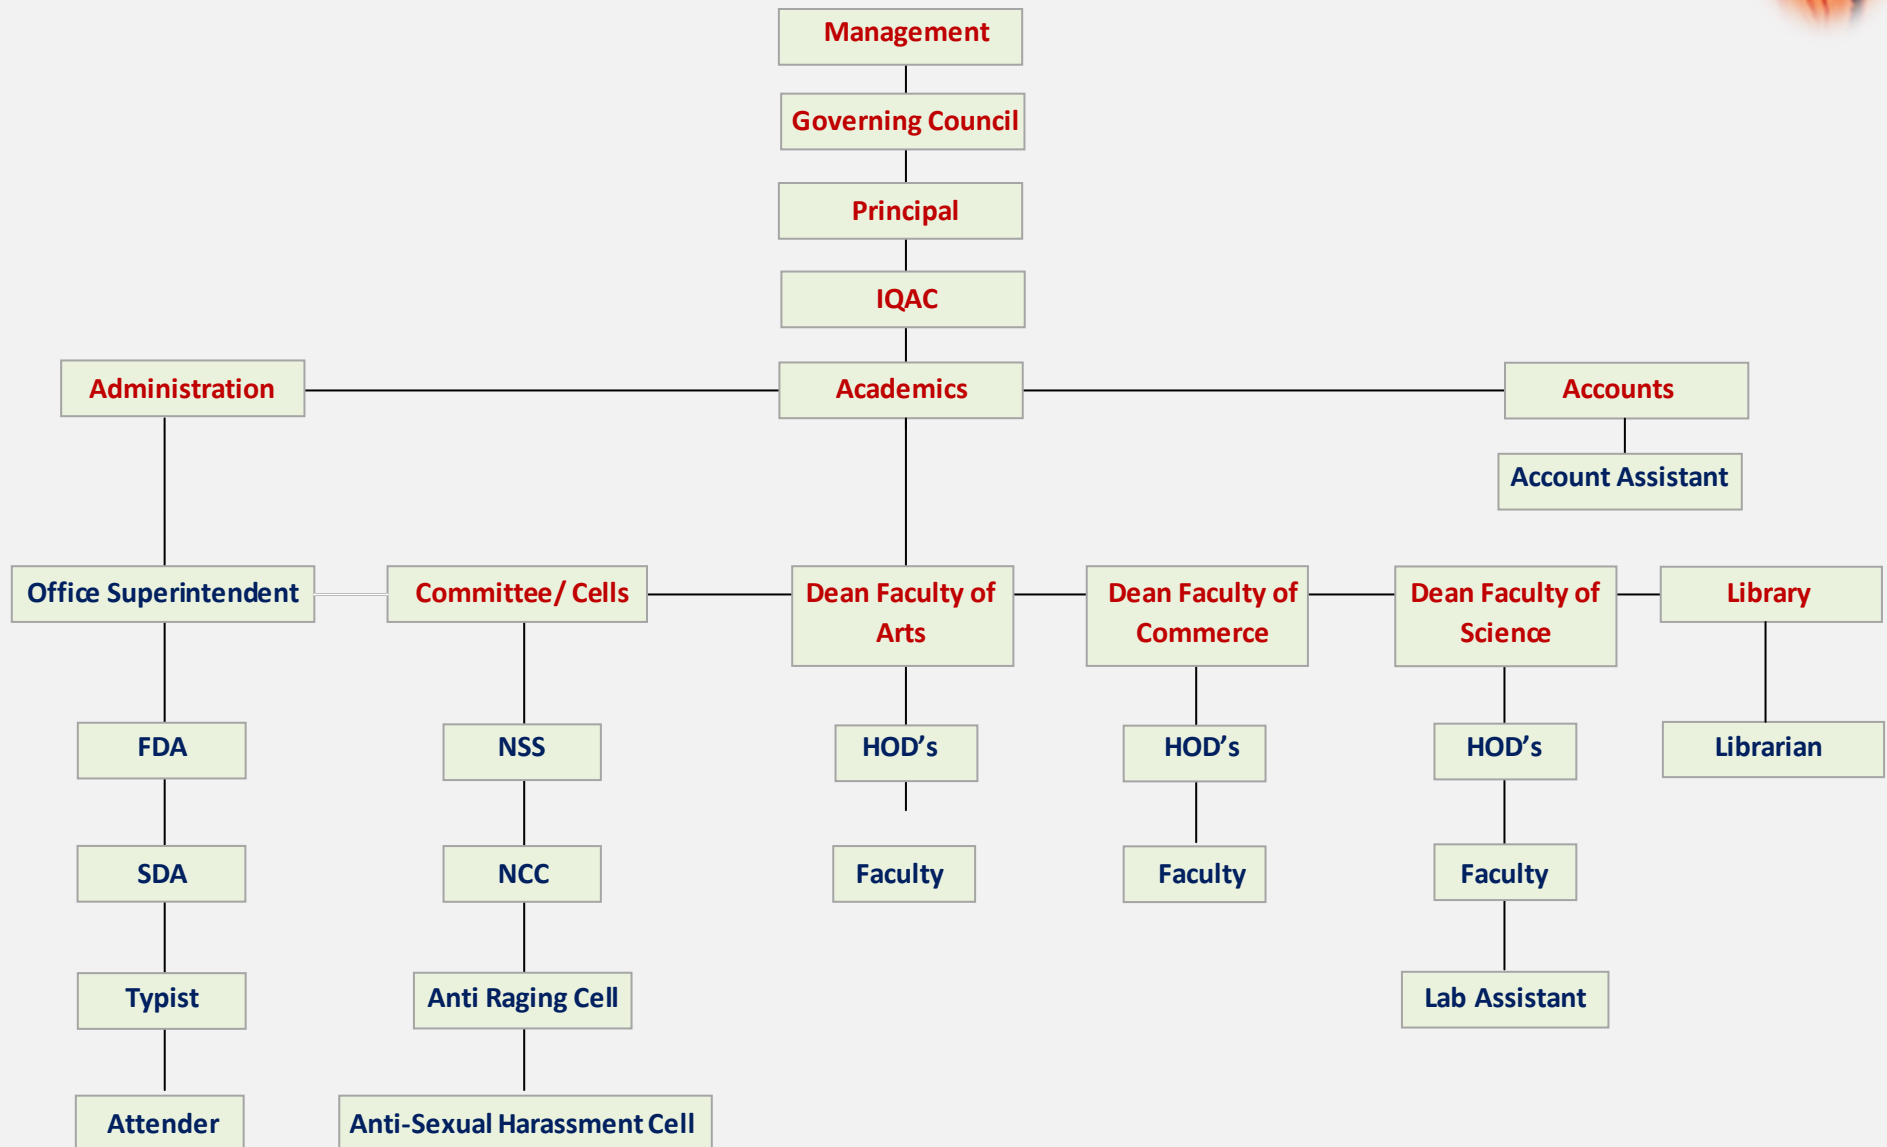 Management
Governing Council
Principal
IQAC
Administration
Academics
Accounts
Account Assistant
Office Superintendent
Committee/ Cells
Dean Faculty of
Arts
Dean Faculty of
Commerce
Dean Faculty of
Science
Library
FDA
NSS
HOD's
HOD's
HOD's
Librarian
SDA
NCC
Faculty
Faculty
Faculty
Typist
Anti Raging Cell
Lab Assistant
Attender
Anti-Sexual Harassment Cell